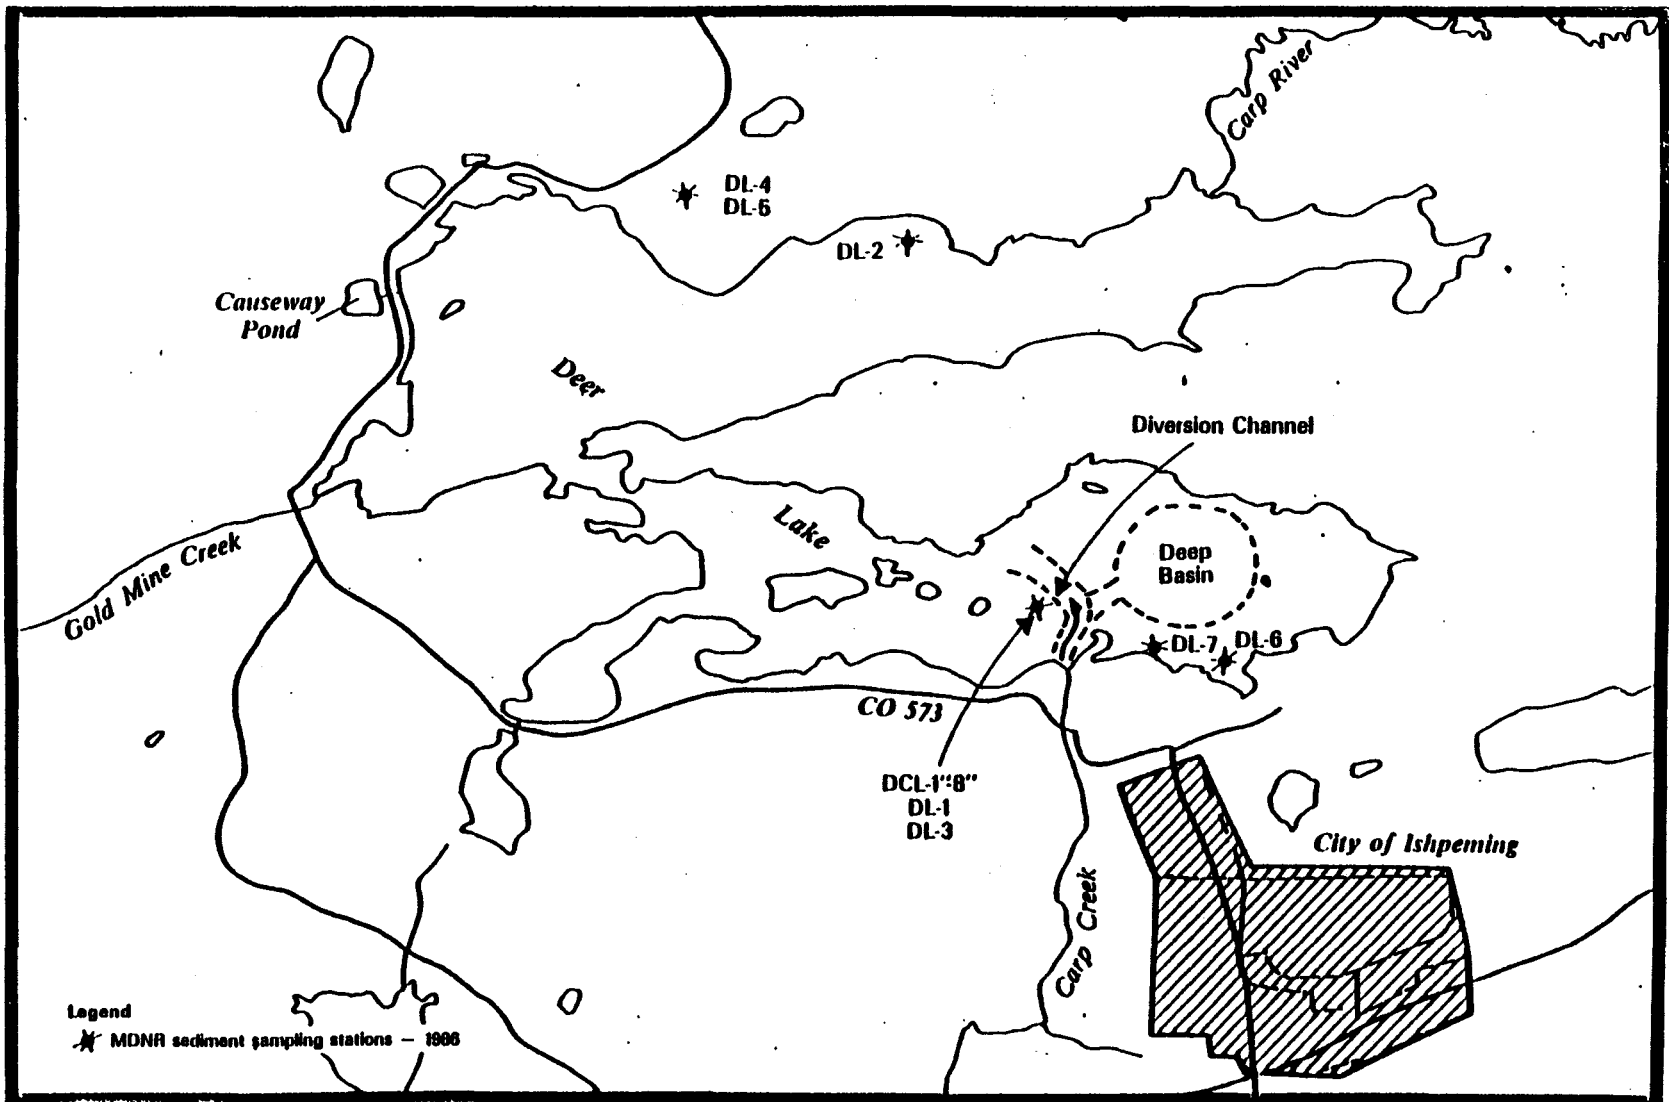 Carp River
DL-4
DL-5
DL-2
Causeway
Pond
Deer
Diversion Channel
Lake
Deep
Basin
Gold Mine Creek
DL-7
DL-6
CO 573
DCL-1":8"
DL-1
DL-3
City of Ishpeming
Carp Creek
Legend
MDNR sediment sampling stations — 1986